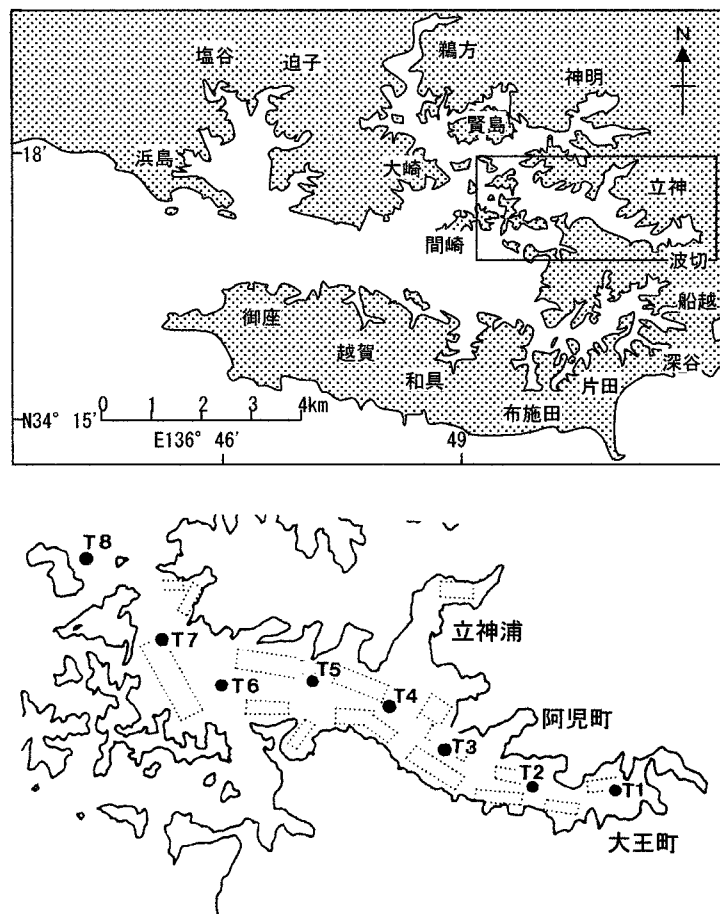 塩谷
迫子
鵜方
神明
N
賢島
18'
浜島
大崎
立神
間崎
波切
船越
御座
越賀
和具
深谷
片田
布施田
0 1 2 3 4km
N34° 15'
E136° 46'
49
T8
立神浦
T7
T5
T6
T4
阿児町
T3
T2
T1
大王町